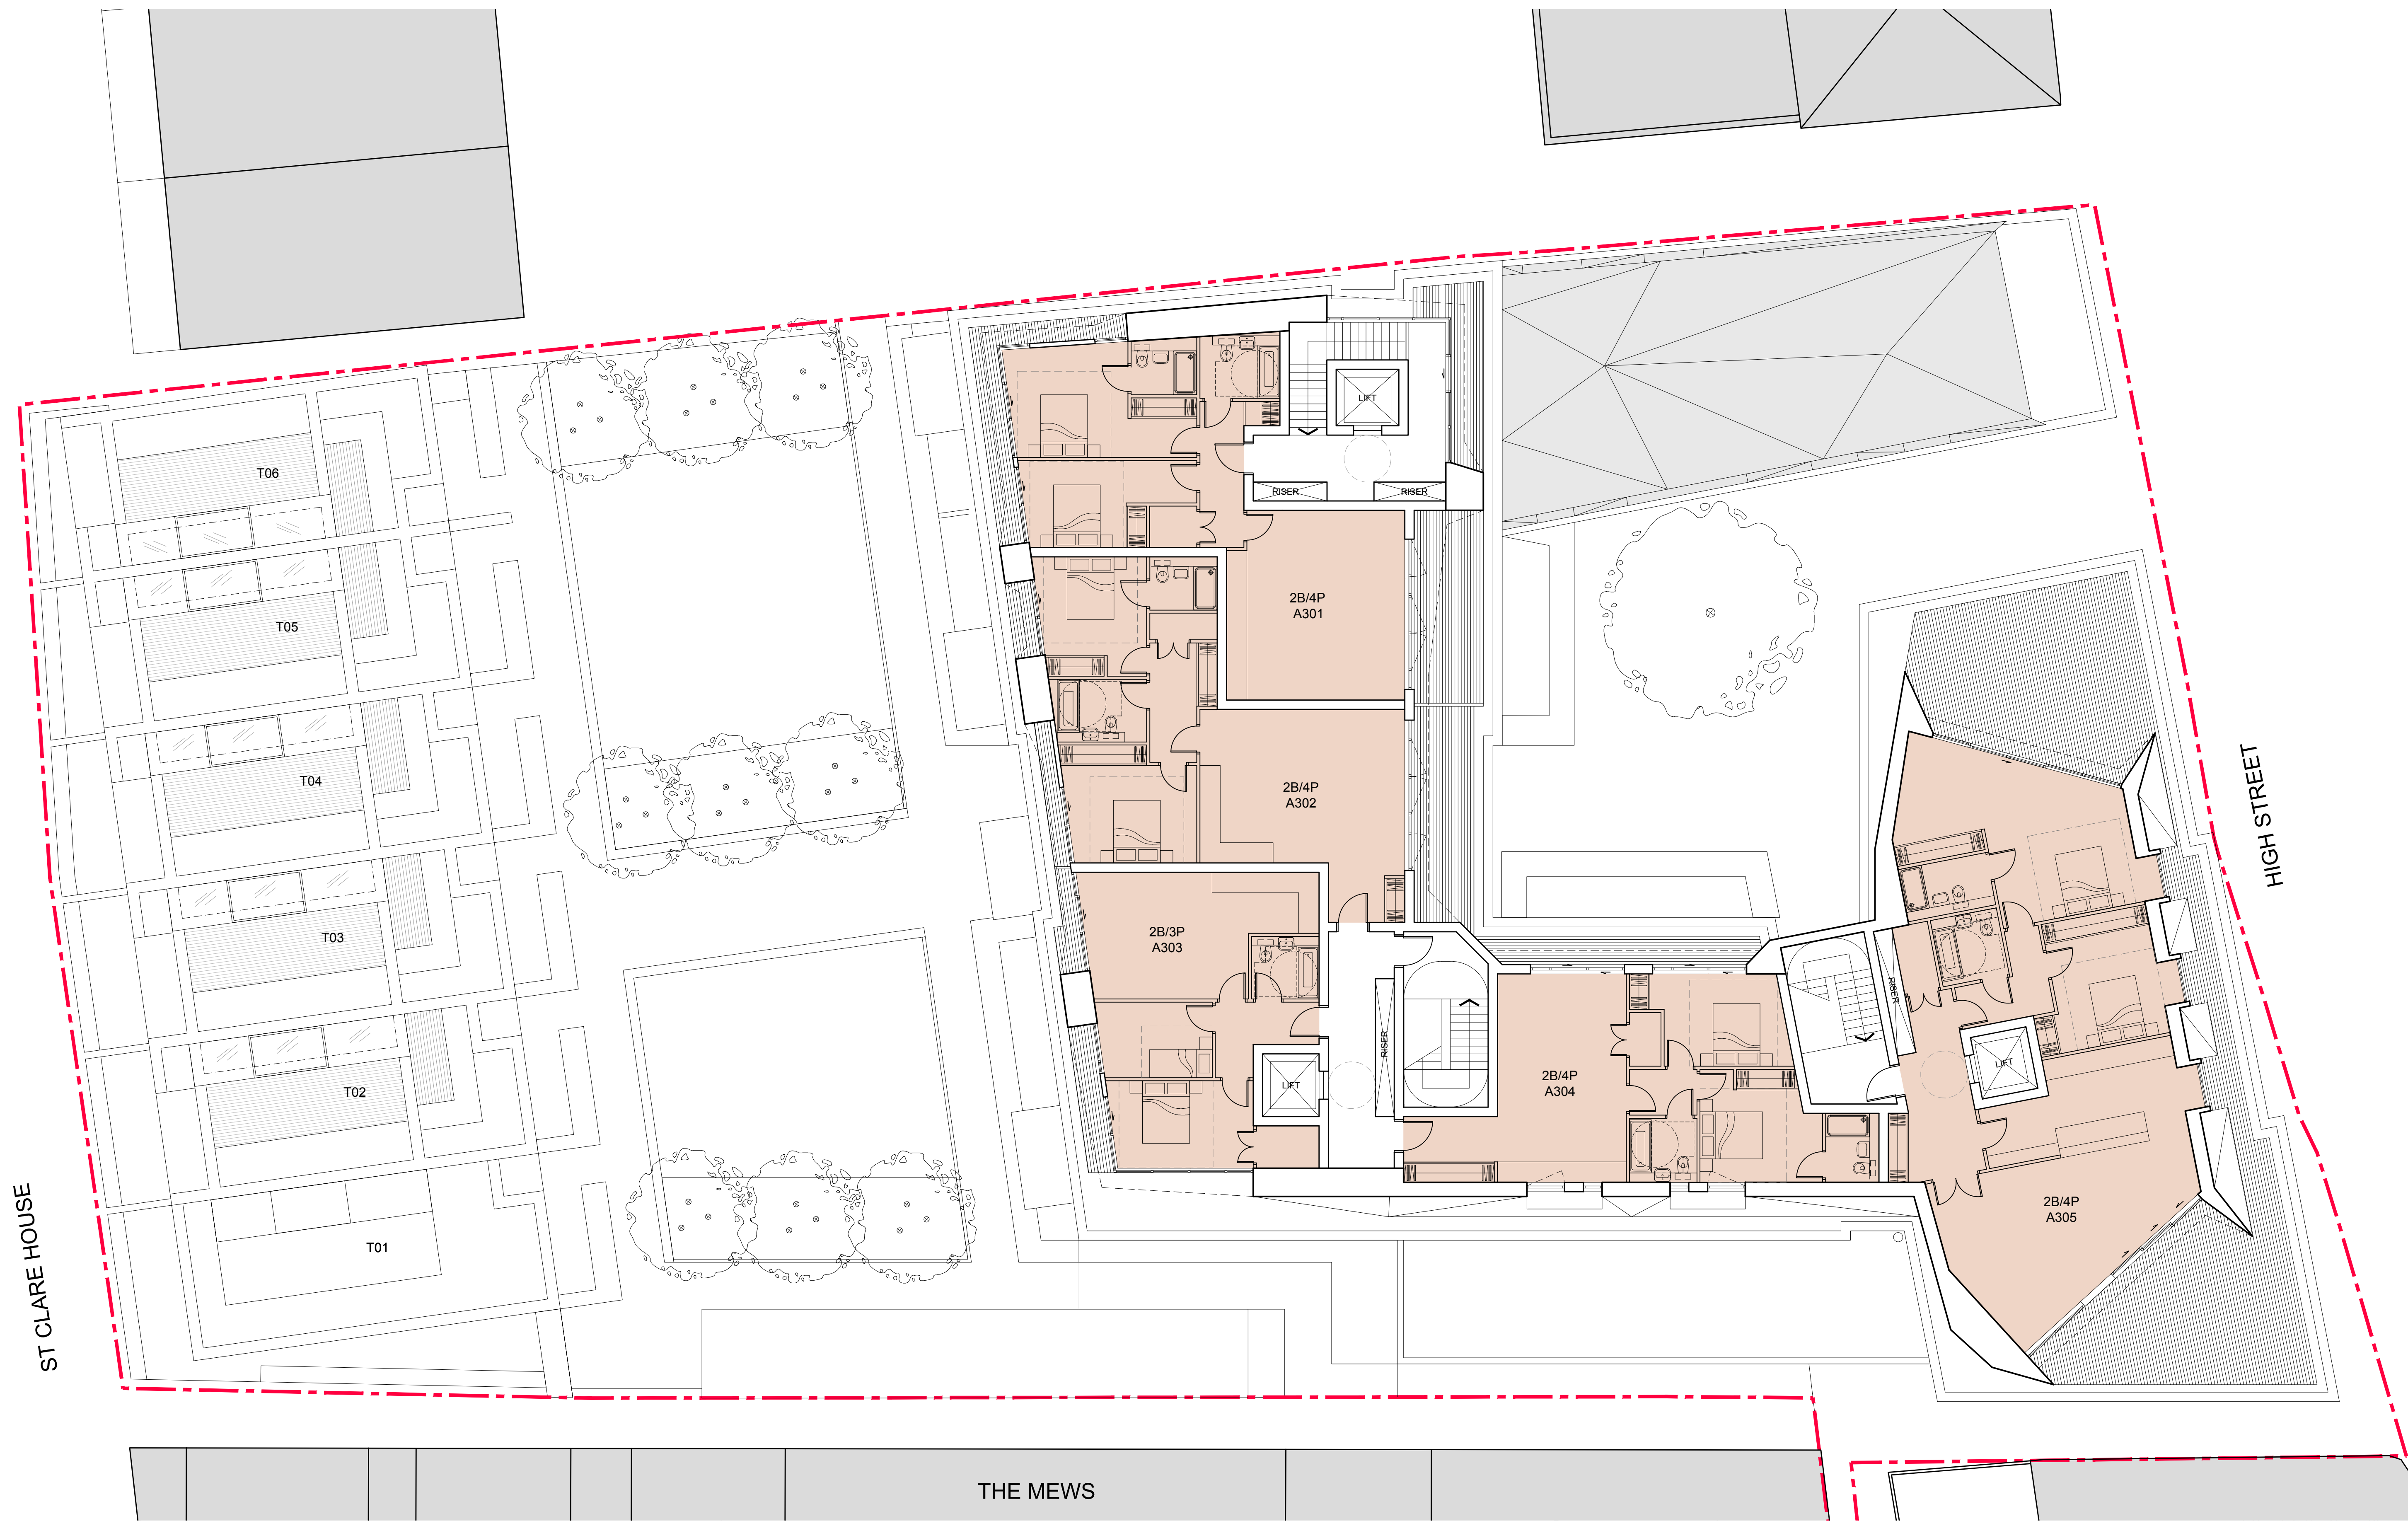 LIFT
T06
RISER
RISER
2B/4P
A301
T05
T04
2B/4P
A302
HIGH STREET
T03
2B/3P
A303
RISER
RISER
LIFT
LIFT
2B/4P
A304
T02
2B/4P
A305
T01
ST CLARE HOUSE
THE MEWS